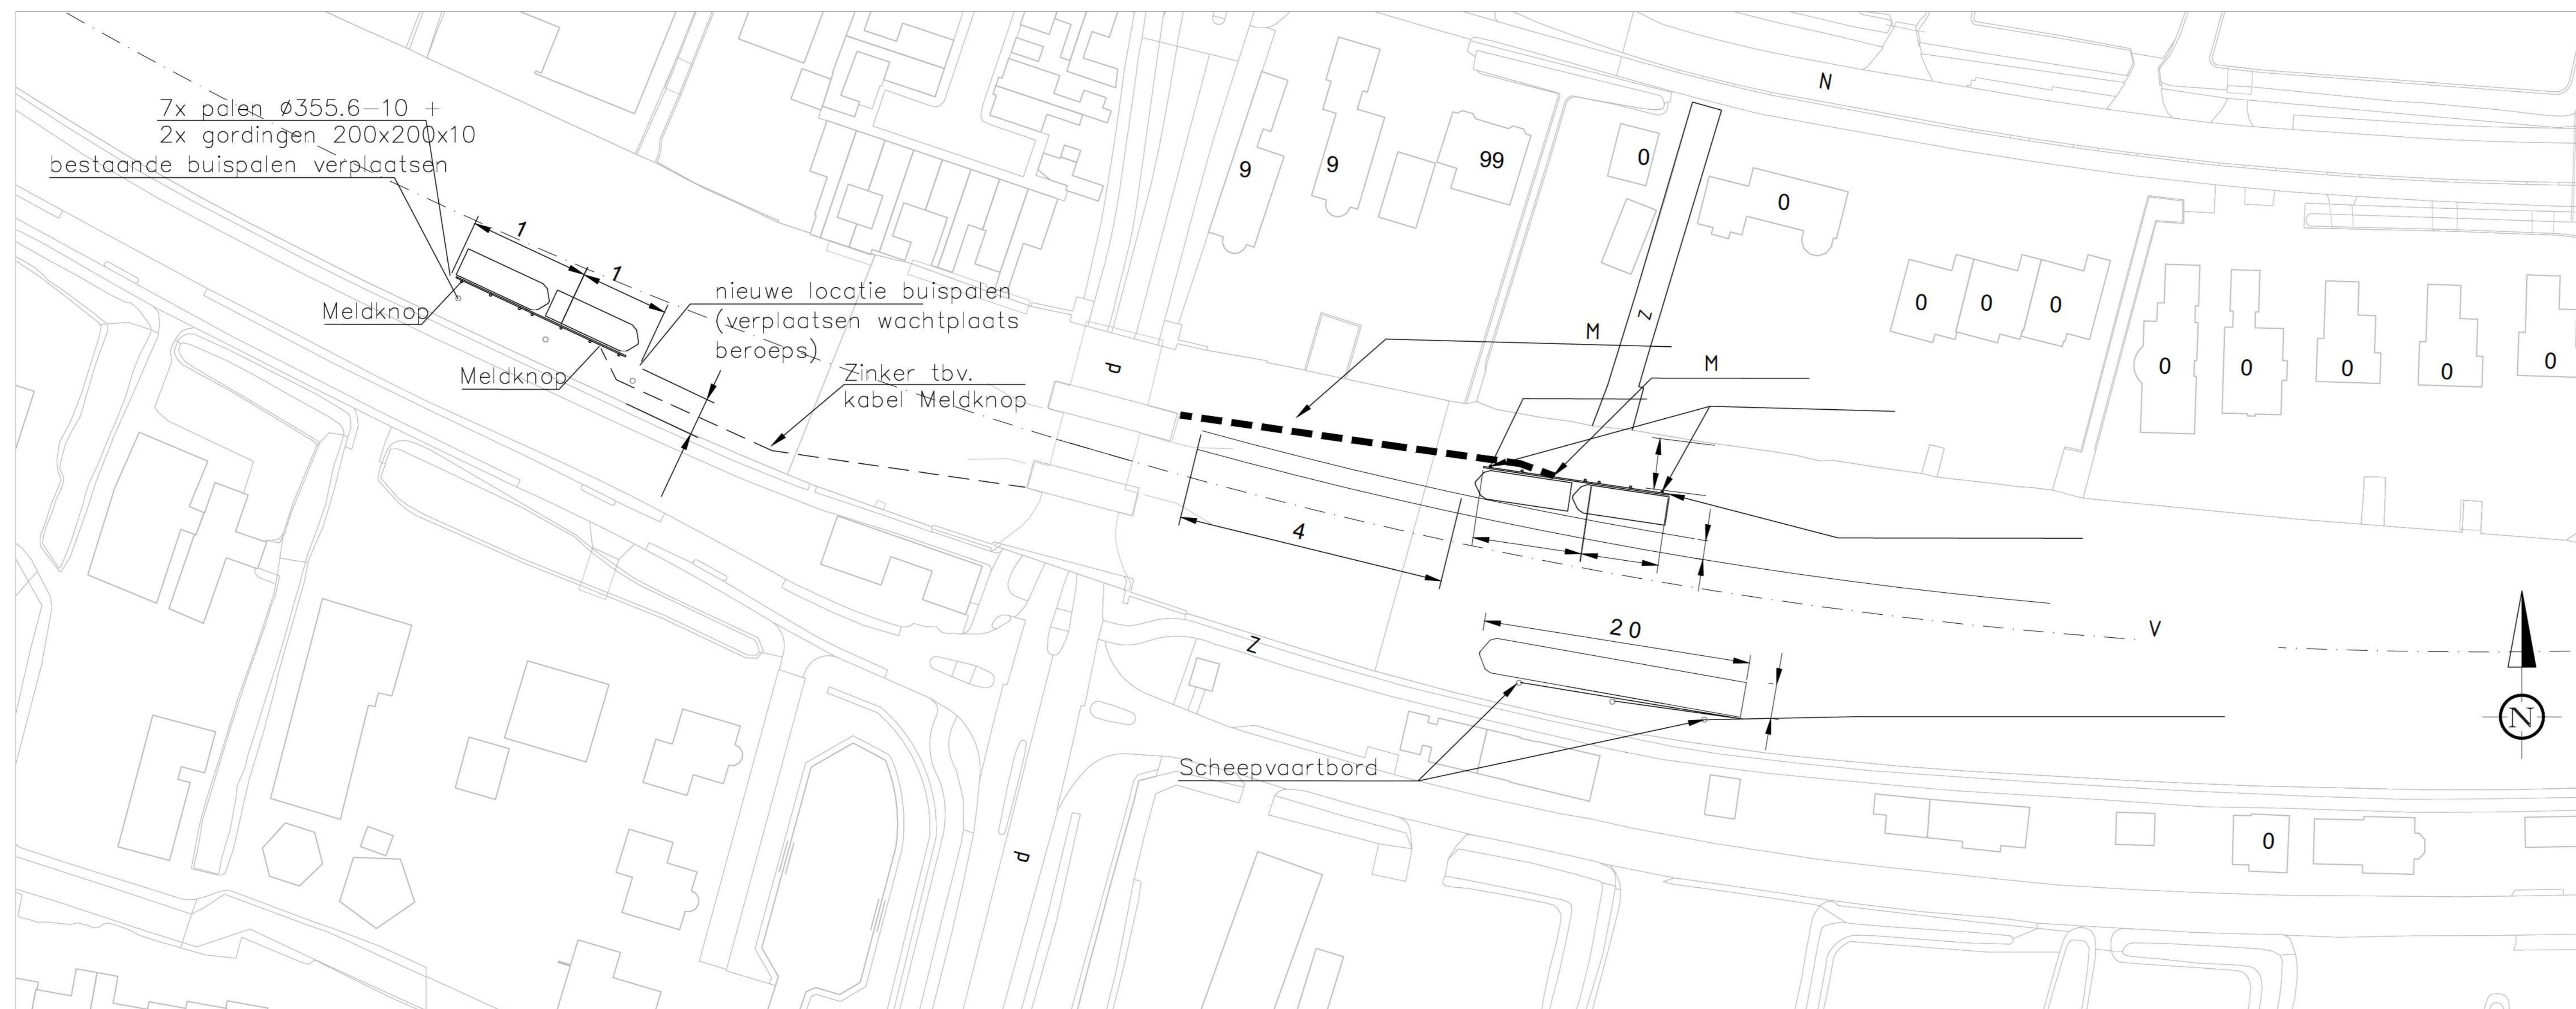 7x palen ø355.6-10 +
2x gordingen 200x200x10
bestaande buispalen verplaatsen
1
1
Meldknop
Meldknop
nieuwe locatie buispalen
(verplaatsen wachtplaats
beroeps)
Zinker tbv.
kabel Meldknop
N
9
9
99
0
0
z
M
M
0
0
0
0
0
0
0
0
p
4
V
20
Z
Scheepvaartbord
N
0
p